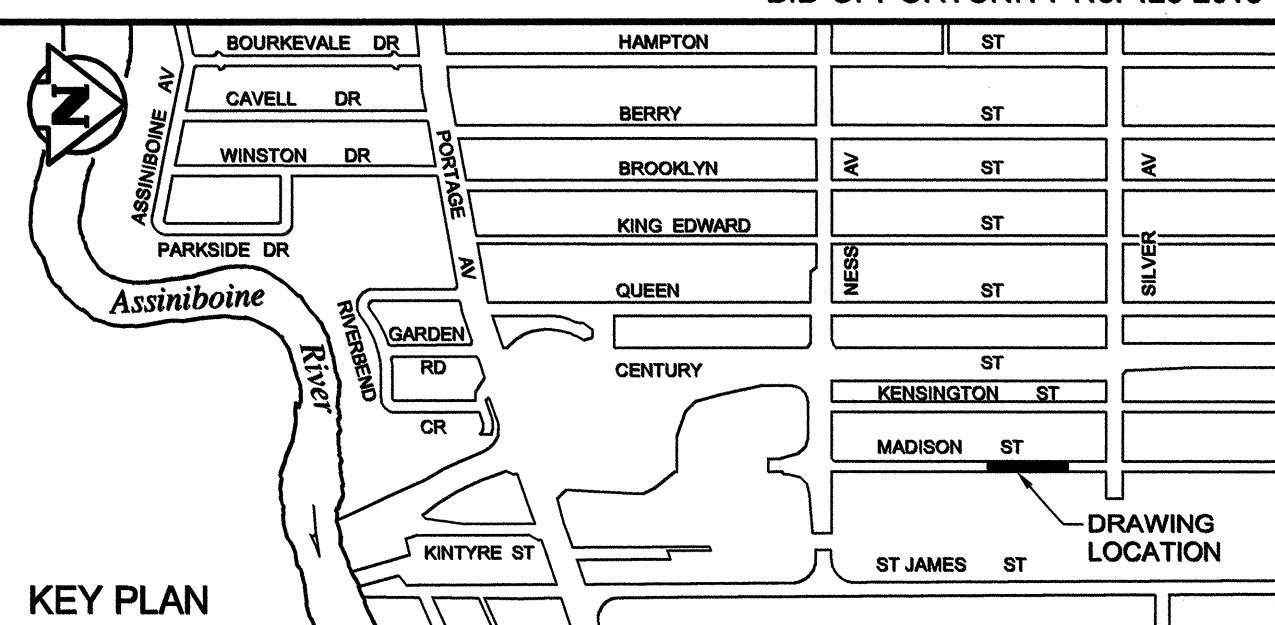 BOURKEVALE DR
HAMPTON ST
N
ASSINIBOINE AV
CAVELL DR
BERRY ST
WINSTON DR
PORTAGE AV
BROOKLYN ST
NESS AV
SILVER AV
KING EDWARD ST
PARKSIDE DR
Assiniboine River
QUEEN ST
RIVERBEND CR
GARDEN RD
CENTURY ST
KENSINGTON ST
MADISON ST
DRAWING
LOCATION
KINTYRE ST
ST JAMES ST
KEY PLAN